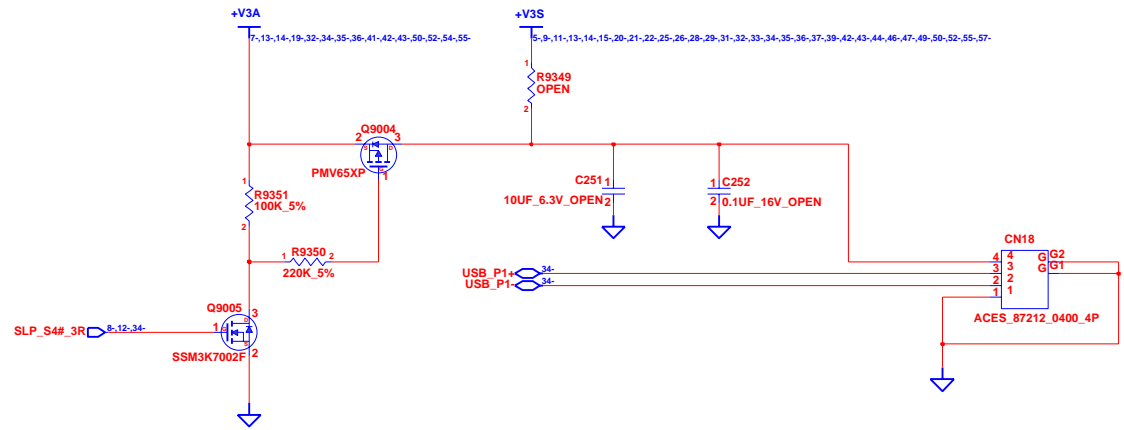 +V3A
7-,13-,14-,19-,32-,34-,35-,36-,41-,42-,43-,50-,52-,54-,55-
+V3S
5-,9-,11-,13-,14-,15-,20-,21-,22-,25-,26-,28-,29-,31-,32-,33-,34-,35-,36-,37-,39-,42-,43-,44-,46-,47-,49-,50-,52-,55-,57-
1
R9349
OPEN
2
Q9004
2
3
S
D
G
1
PMV65XP
1
R9351
100K_5%
2
C251
1
10UF_6.3V_OPEN
2
C252
1
2
0.1UF_16V_OPEN
R9350
1
2
220K_5%
CN18
4
4
G
G2
3
3
G
G1
2
2
1
1
ACES_87212_0400_4P
USB_P1+
34-
USB_P1-
34-
Q9005
3
D
1
G
S
2
SSM3K7002F
SLP_S4#_3R
8-,12-,34-